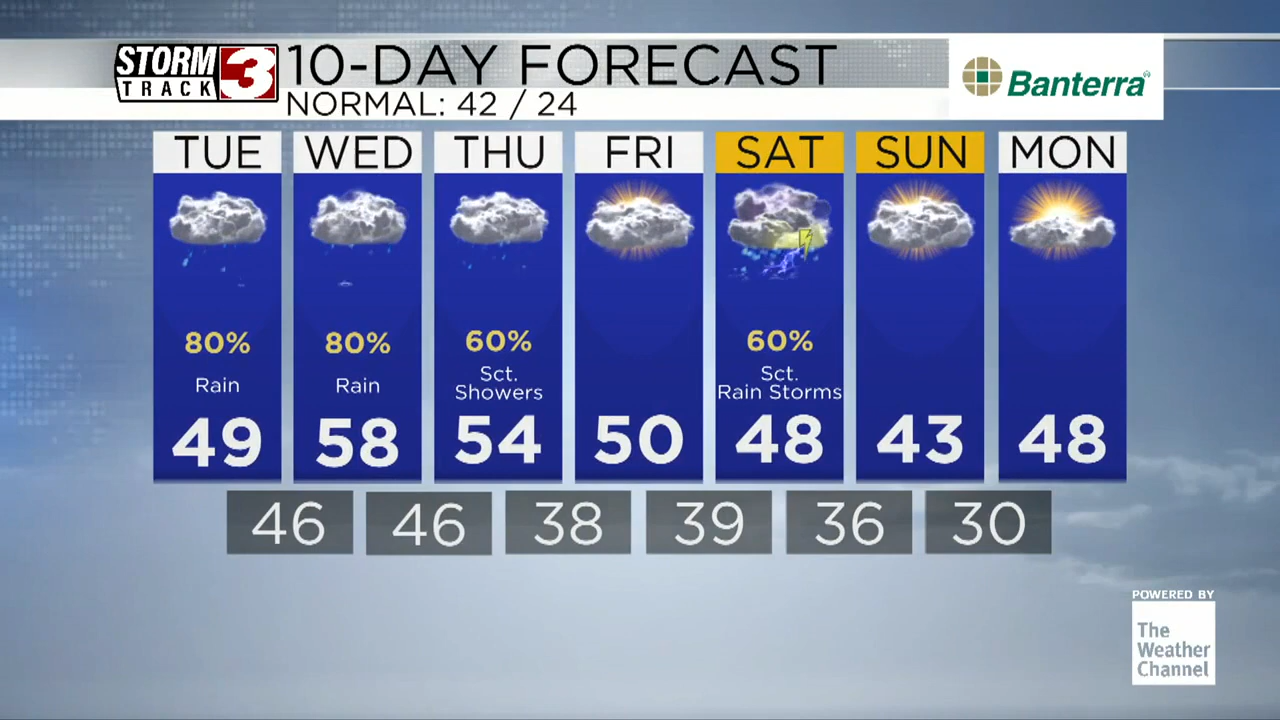 STORM
TRACK 3
10-DAY FORECAST
NORMAL: 42 / 24
Banterra®
TUE WED THU FRI SAT SUN MON
80% 80% 60% 60%
Rain Rain Sct. Sct.
Showers Rain Storms
49 58 54 50 48 43 48
46 46 38 39 36 30
POWERED BY
The
Weather
Channel